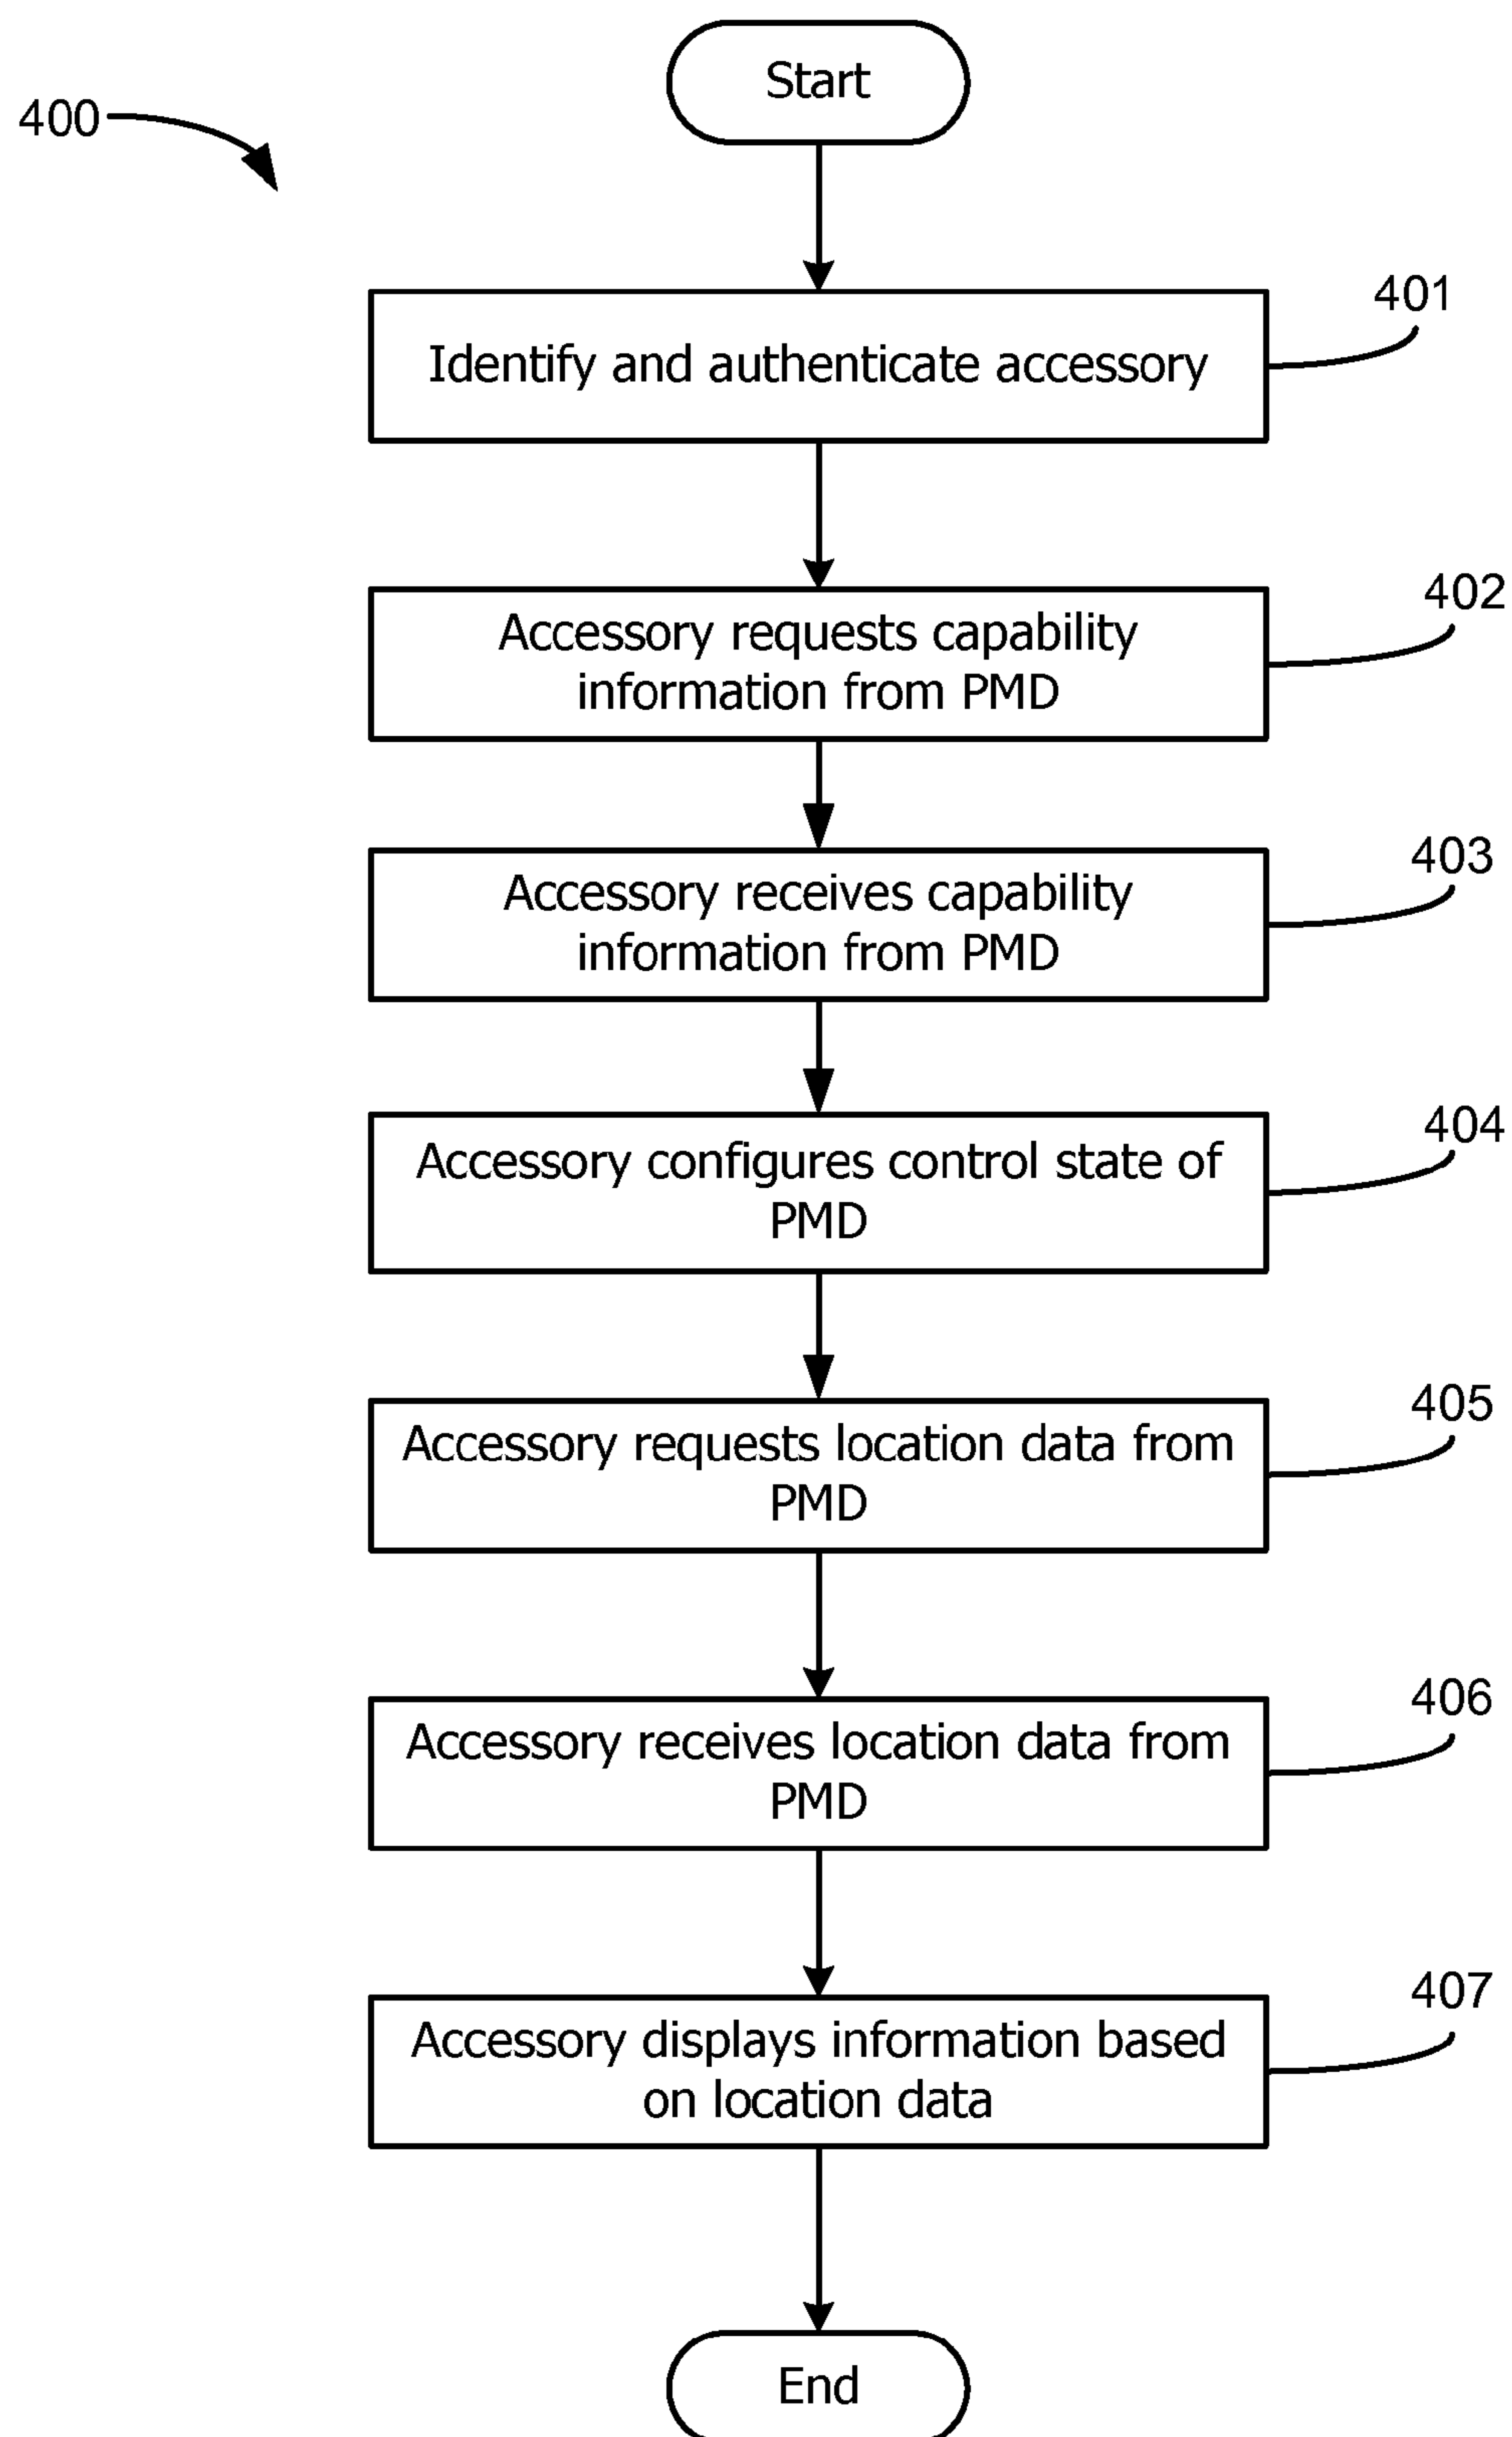 Start
400
401
Identify and authenticate accessory
402
Accessory requests capability
information from PMD
403
Accessory receives capability
information from PMD
404
Accessory configures control state of
PMD
405
Accessory requests location data from
PMD
406
Accessory receives location data from
PMD
407
Accessory displays information based
on location data
End